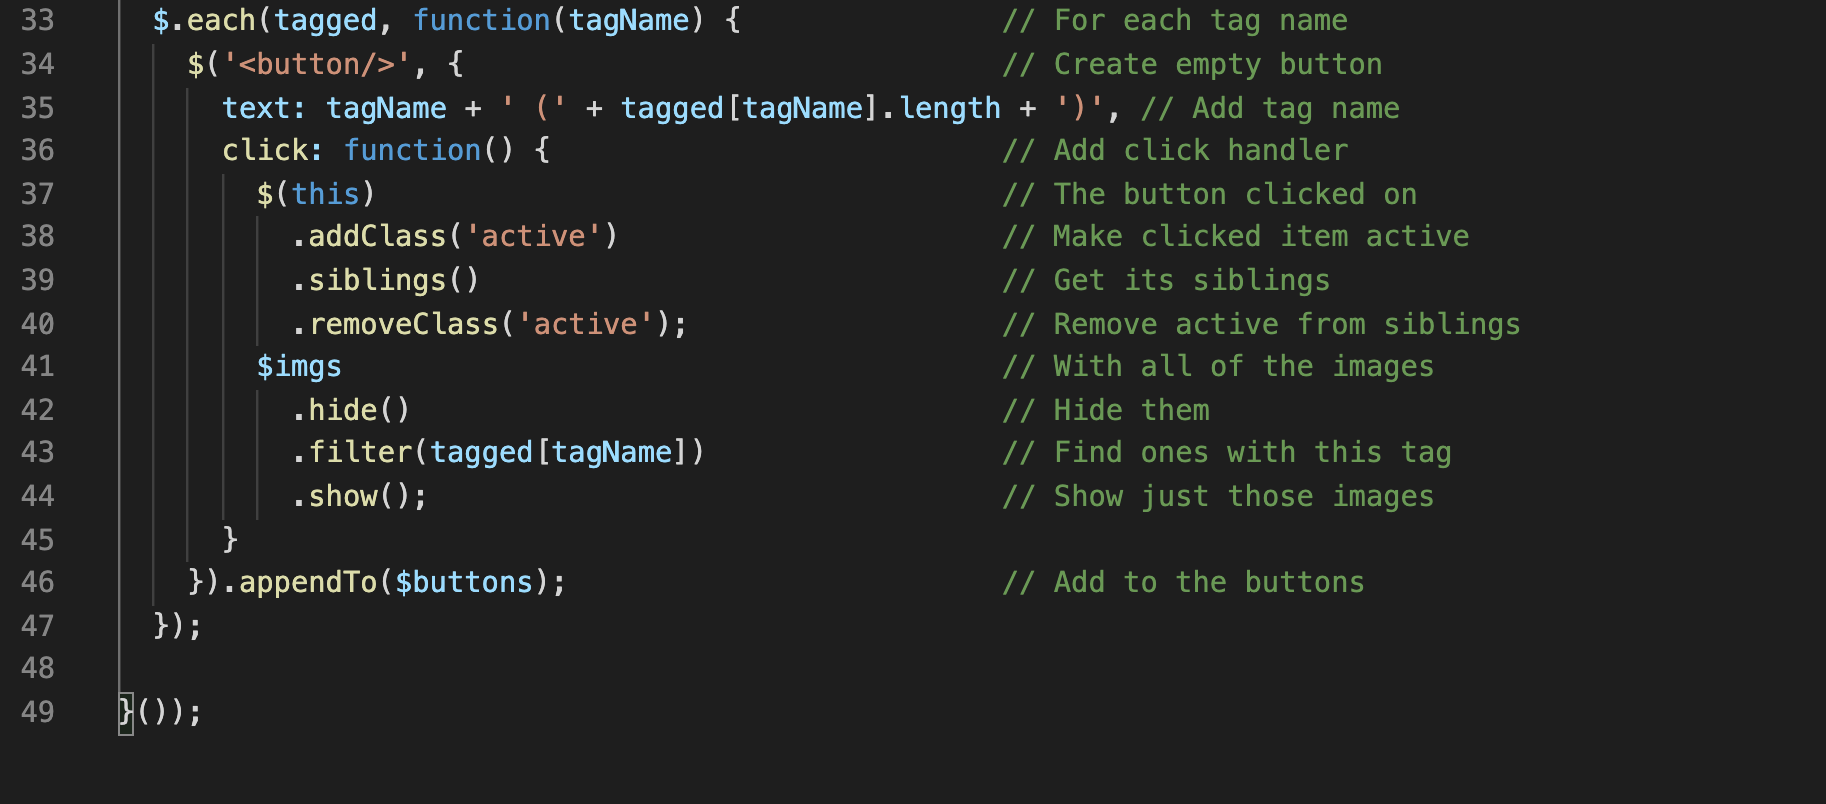 33 $.each(tagged, function(tagName) { // For each tag name
34 $('<button/>', { // Create empty button
35 text: tagName + ' (' + tagged[tagName].length + ')', // Add tag name
36 click: function() { // Add click handler
37 $(this) // The button clicked on
38 .addClass('active') // Make clicked item active
39 .siblings() // Get its siblings
40 .removeClass('active'); // Remove active from siblings
41 $imgs // With all of the images
42 .hide() // Hide them
43 .filter(tagged[tagName]) // Find ones with this tag
44 .show(); // Show just those images
45 }
46 }).appendTo($buttons); // Add to the buttons
47 });
48
49 }());